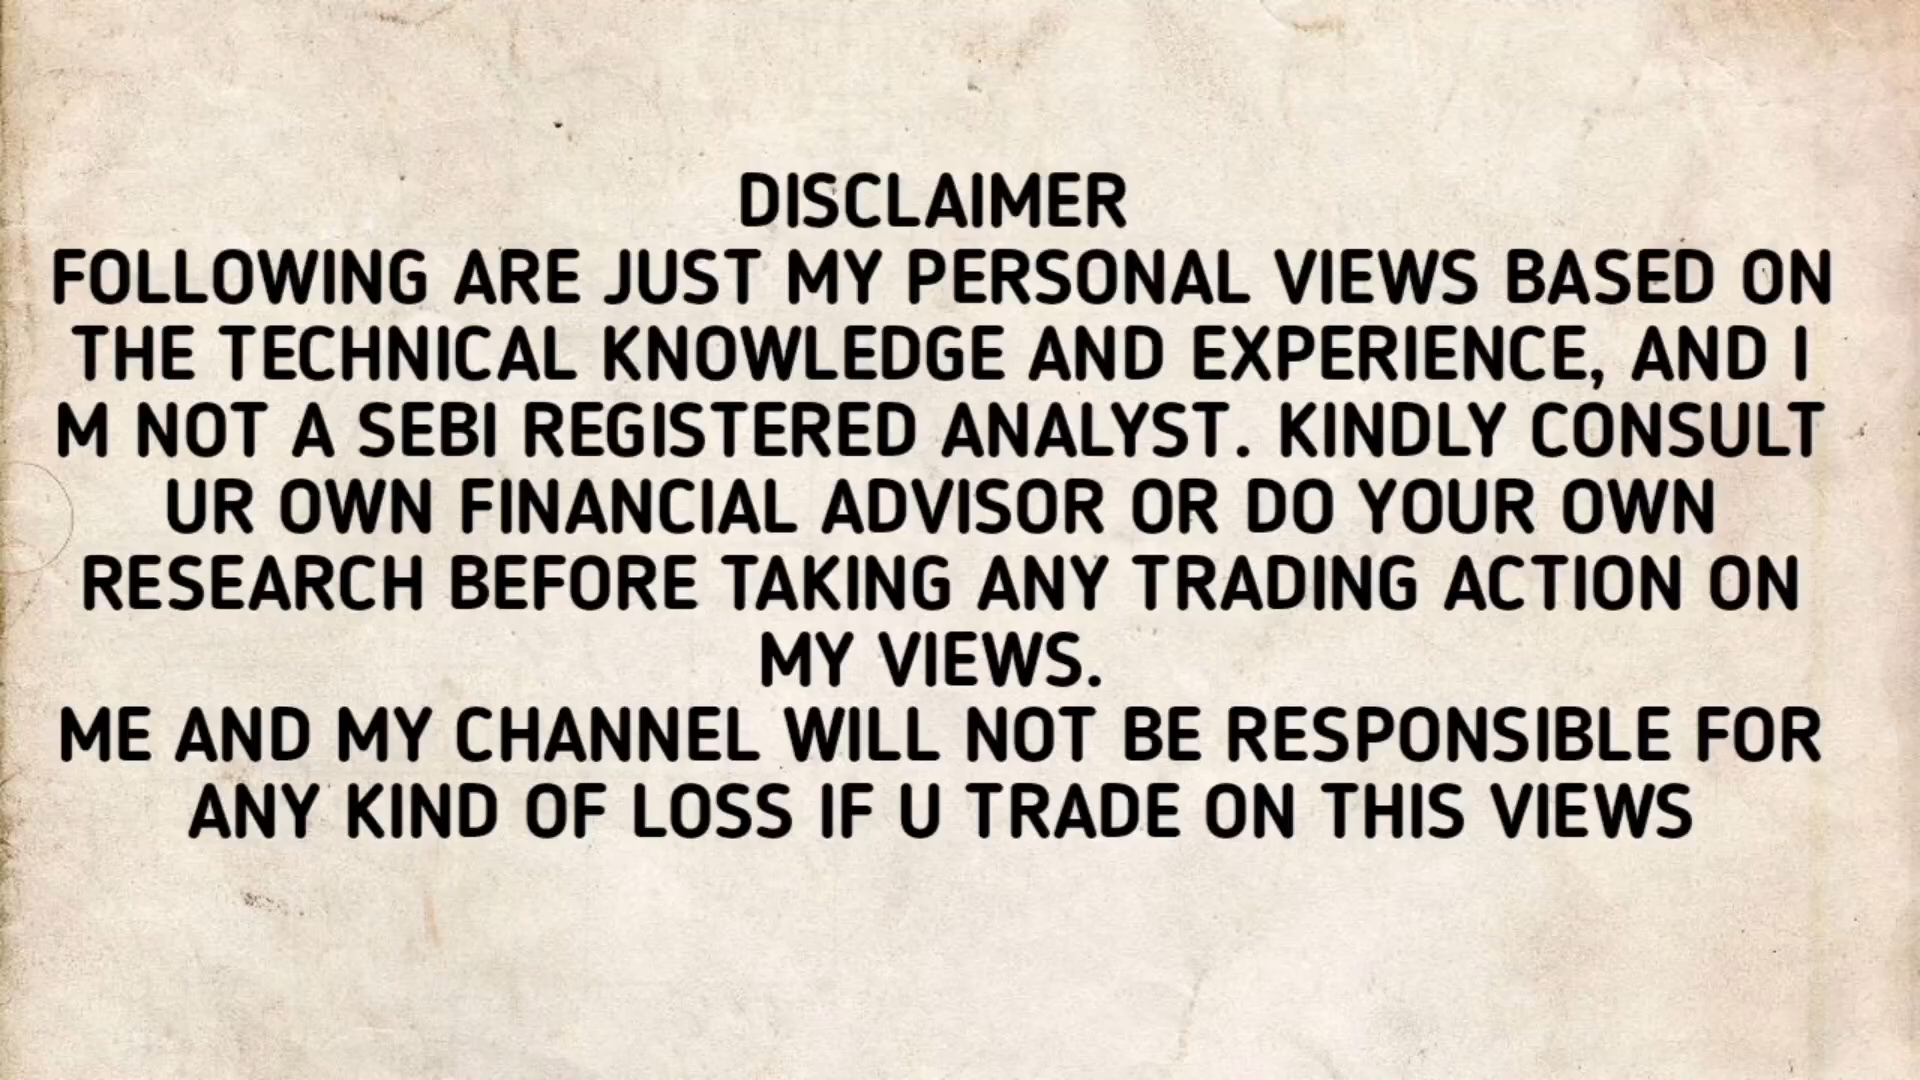 DISCLAIMER
FOLLOWING ARE JUST MY PERSONAL VIEWS BASED ON
THE TECHNICAL KNOWLEDGE AND EXPERIENCE, AND I
M NOT A SEBI REGISTERED ANALYST. KINDLY CONSULT
UR OWN FINANCIAL ADVISOR OR DO YOUR OWN
RESEARCH BEFORE TAKING ANY TRADING ACTION ON
MY VIEWS.
ME AND MY CHANNEL WILL NOT BE RESPONSIBLE FOR
ANY KIND OF LOSS IF U TRADE ON THIS VIEWS